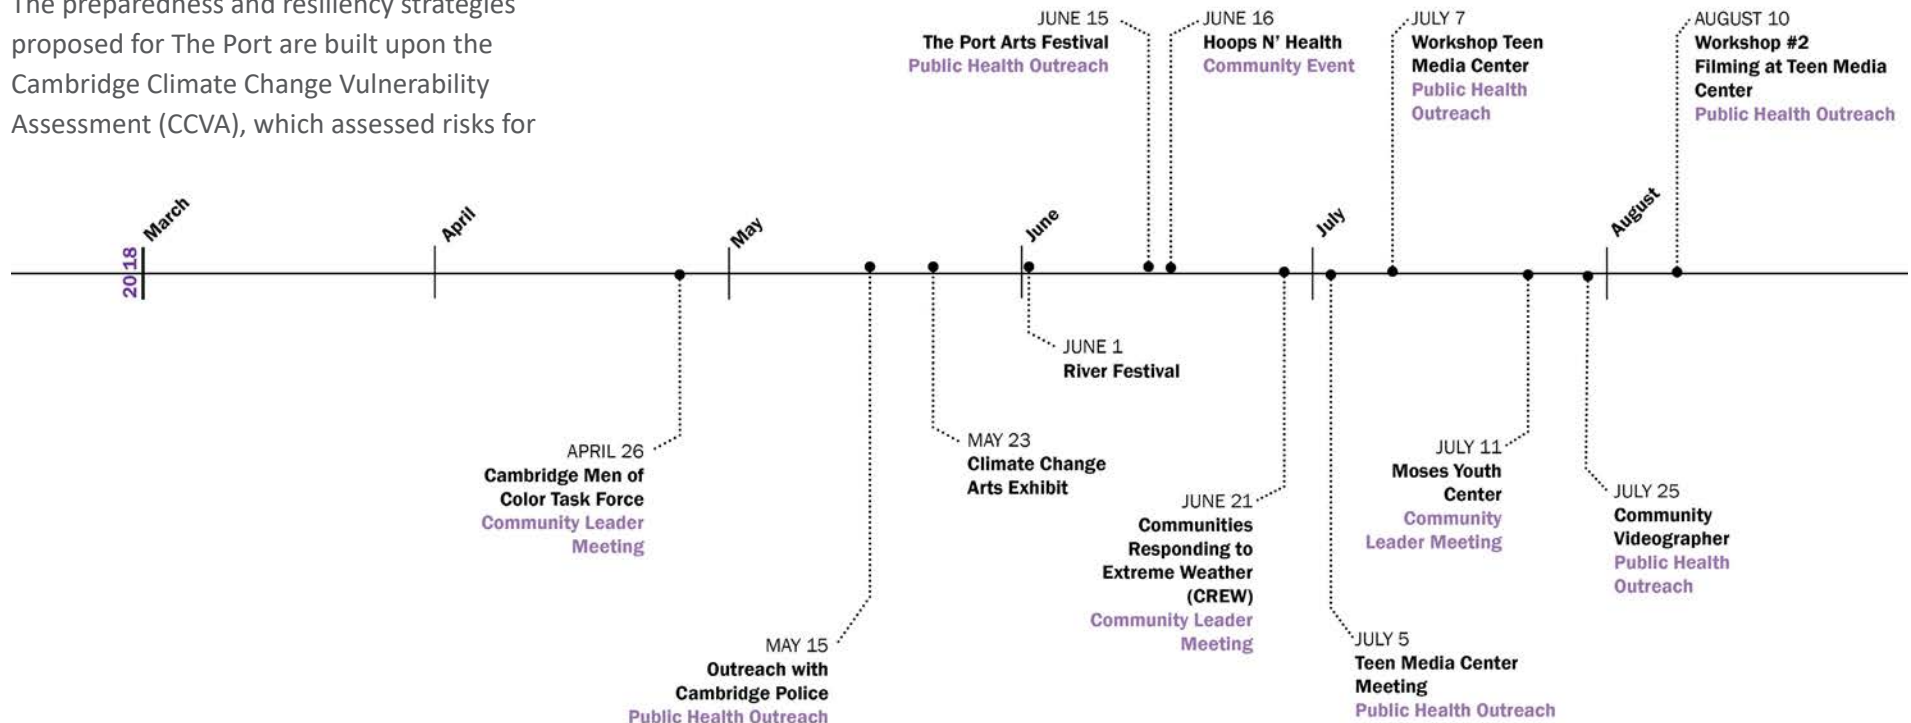 The preparedness and resiliency strategies
proposed for The Port are built upon the
Cambridge Climate Change Vulnerability
Assessment (CCVA), which assessed risks for
JUNE 15
The Port Arts Festival
Public Health Outreach
JUNE 16
Hoops N' Health
Community Event
JULY 7
Workshop Teen
Media Center
Public Health
Outreach
AUGUST 10
Workshop #2
Filming at Teen Media
Center
Public Health Outreach
2018
March
April
May
June
July
August
APRIL 26
Cambridge Men of
Color Task Force
Community Leader
Meeting
MAY 15
Outreach with
Cambridge Police
Public Health Outreach
MAY 23
Climate Change
Arts Exhibit
JUNE 1
River Festival
JUNE 21
Communities
Responding to
Extreme Weather
(CREW)
Community Leader
Meeting
JULY 5
Teen Media Center
Meeting
Public Health Outreach
JULY 11
Moses Youth
Center
Community
Leader Meeting
JULY 25
Community
Videographer
Public Health
Outreach